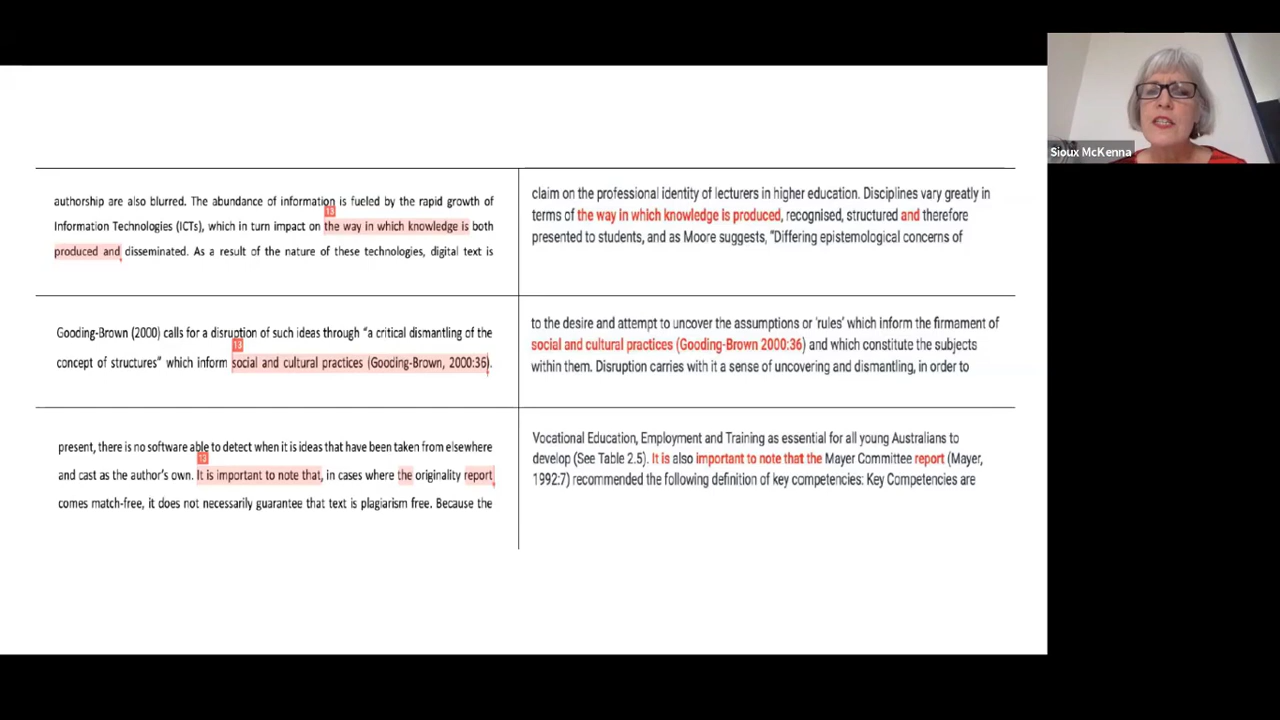 Sioux McKenna
authorship are also blurred. The abundance of information is fueled by the rapid growth of
13
Information Technologies (ICTs), which in turn impact on the way in which knowledge is both
produced and disseminated. As a result of the nature of these technologies, digital text is
claim on the professional identity of lecturers in higher education. Disciplines vary greatly in
terms of the way in which knowledge is produced, recognised, structured and therefore
presented to students, and as Moore suggests, "Differing epistemological concerns of
Gooding-Brown (2000) calls for a disruption of such ideas through “a critical dismantling of the
13
concept of structures” which inform social and cultural practices (Gooding-Brown, 2000:36).
to the desire and attempt to uncover the assumptions or ‘rules’ which inform the firmament of
social and cultural practices (Gooding-Brown 2000:36) and which constitute the subjects
within them. Disruption carries with it a sense of uncovering and dismantling, in order to
present, there is no software able to detect when it is ideas that have been taken from elsewhere
13
and cast as the author's own. It is important to note that, in cases where the originality report
comes match-free, it does not necessarily guarantee that text is plagiarism free. Because the
Vocational Education, Employment and Training as essential for all young Australians to
develop (See Table 2.5). It is also important to note that the Mayer Committee report (Mayer,
1992:7) recommended the following definition of key competencies: Key Competencies are